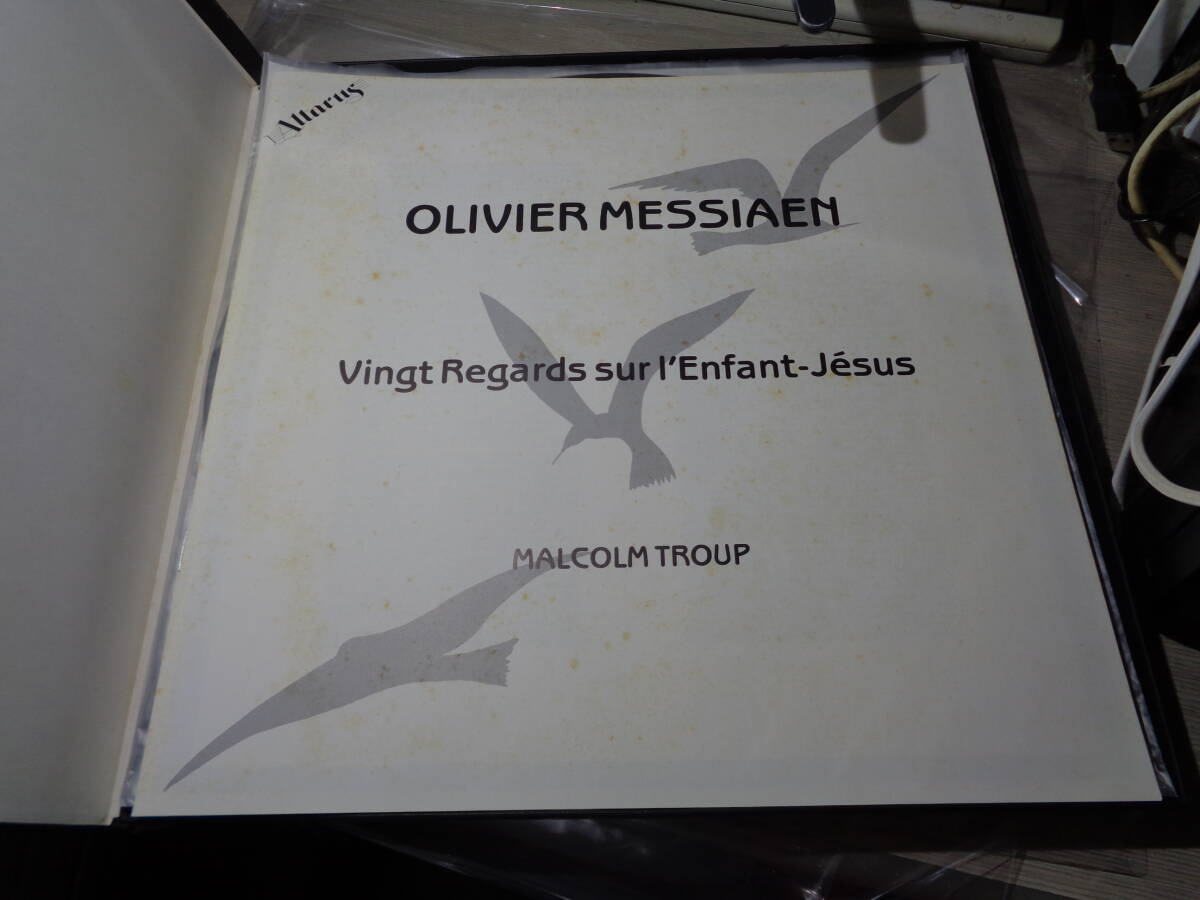 Altarus
OLIVIER MESSIAEN
Vingt Regards sur l'Enfant-Jésus
MALCOLM TROUP